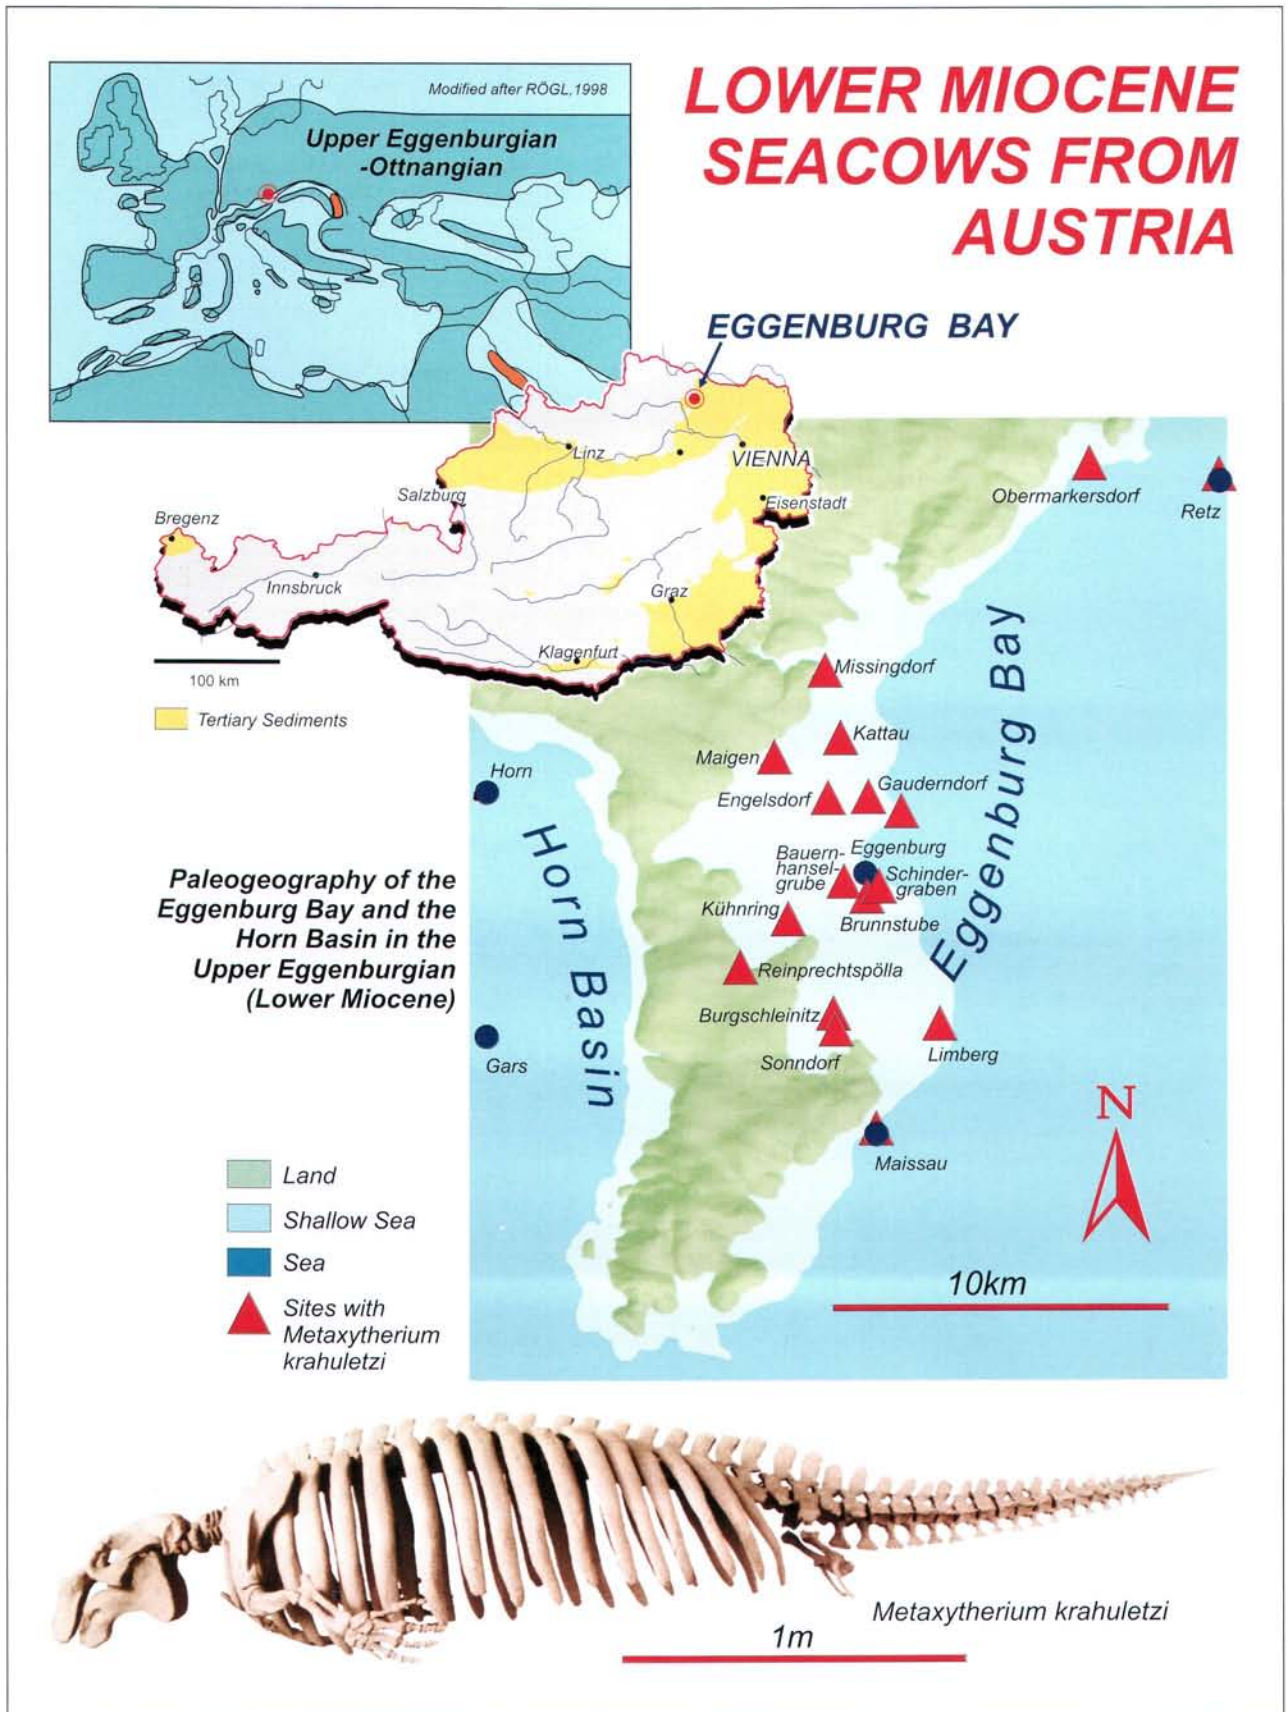 Modified after RÖGL,1998
Upper Eggenburgian
-Ottnangian
LOWER MIOCENE
SEACOWS FROM
AUSTRIA
EGGENBURG BAY
Linz
VIENNA
Salzburg
Eisenstadt
Bregenz
Innsbruck
Graz
Klagenfurt
100 km
Tertiary Sediments
Obermarkersdorf
Retz
Missingdorf
Kattau
Maigen
Gauderndorf
Engelsdorf
Horn
Eggenburg
Bauern-
hansel-
grube
Schinder-
graben
Kühnring
Brunnstube
Reinprechtspölla
Burgschleinitz
Sonndorf
Limberg
Maissau
Gars
Horn Basin
Eggenburg Bay
Paleogeography of the
Eggenburg Bay and the
Horn Basin in the
Upper Eggenburgian
(Lower Miocene)
N
Land
Shallow Sea
Sea
Sites with
Metaxytherium
krahuletzi
10km
Metaxytherium krahuletzi
1m